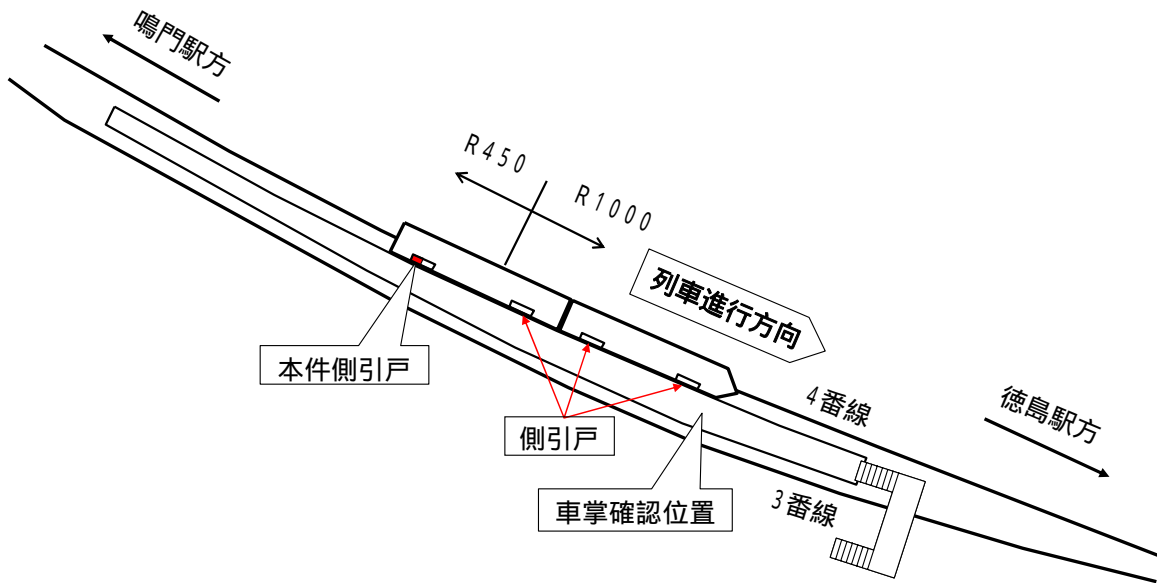 鳴門駅方
R450
R1000
列車進行方向
本件側引戸
4番線
徳島駅方
側引戸
車掌確認位置
3番線